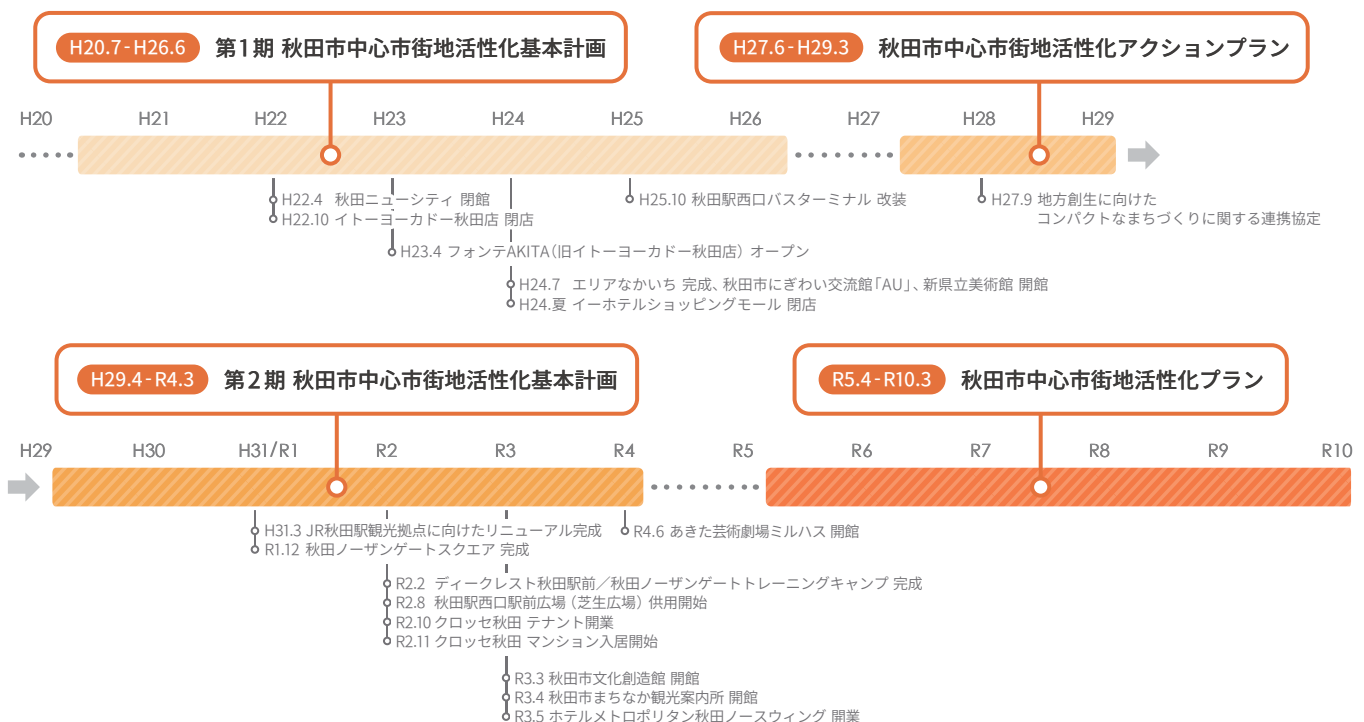 H20.7-H26.6 第1期 秋田市中心市街地活性化基本計画
H27.6-H29.3 秋田市中心市街地活性化アクションプラン
H20 H21 H22 H23 H24 H25 H26 H27 H28 H29
H22.4 秋田ニューシティ 閉館
H22.10 イトーヨーカドー秋田店 閉店
H25.10 秋田駅西口バスターミナル 改装
H27.9 地方創生に向けた
コンパクトなまちづくりに関する連携協定
H23.4 フォンテAKITA(旧イトーヨーカドー秋田店) オープン
H24.7 エリアなかいち 完成、秋田市にぎわい交流館「AU」、新県立美術館 開館
H24.夏 イーホテルショッピングモール 閉店
H29.4-R4.3 第2期 秋田市中心市街地活性化基本計画
R5.4-R10.3 秋田市中心市街地活性化プラン
H29 H30 H31/R1 R2 R3 R4 R5 R6 R7 R8 R9 R10
H31.3 JR秋田駅観光拠点に向けたリニューアル完成
R1.12 秋田ノーザンゲートスクエア 完成
R4.6 あきた芸術劇場ミルハス 開館
R2.2 ディークレスト秋田駅前/秋田ノーザンゲートトレーニングキャンプ 完成
R2.8 秋田駅西口駅前広場(芝生広場)供用開始
R2.10 クロッセ秋田 テナント開業
R2.11 クロッセ秋田 マンション入居開始
R3.3 秋田市文化創造館 開館
R3.4 秋田市まちなか観光案内所 開館
R3.5 ホテルメトロポリタン秋田ノースウィング 開業